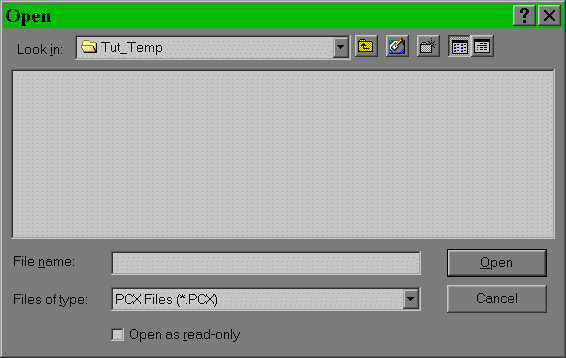 Open
Look in: Tut_Temp
File name: Open
Files of type: PCX Files (*.PCX) Cancel
Open as read-only